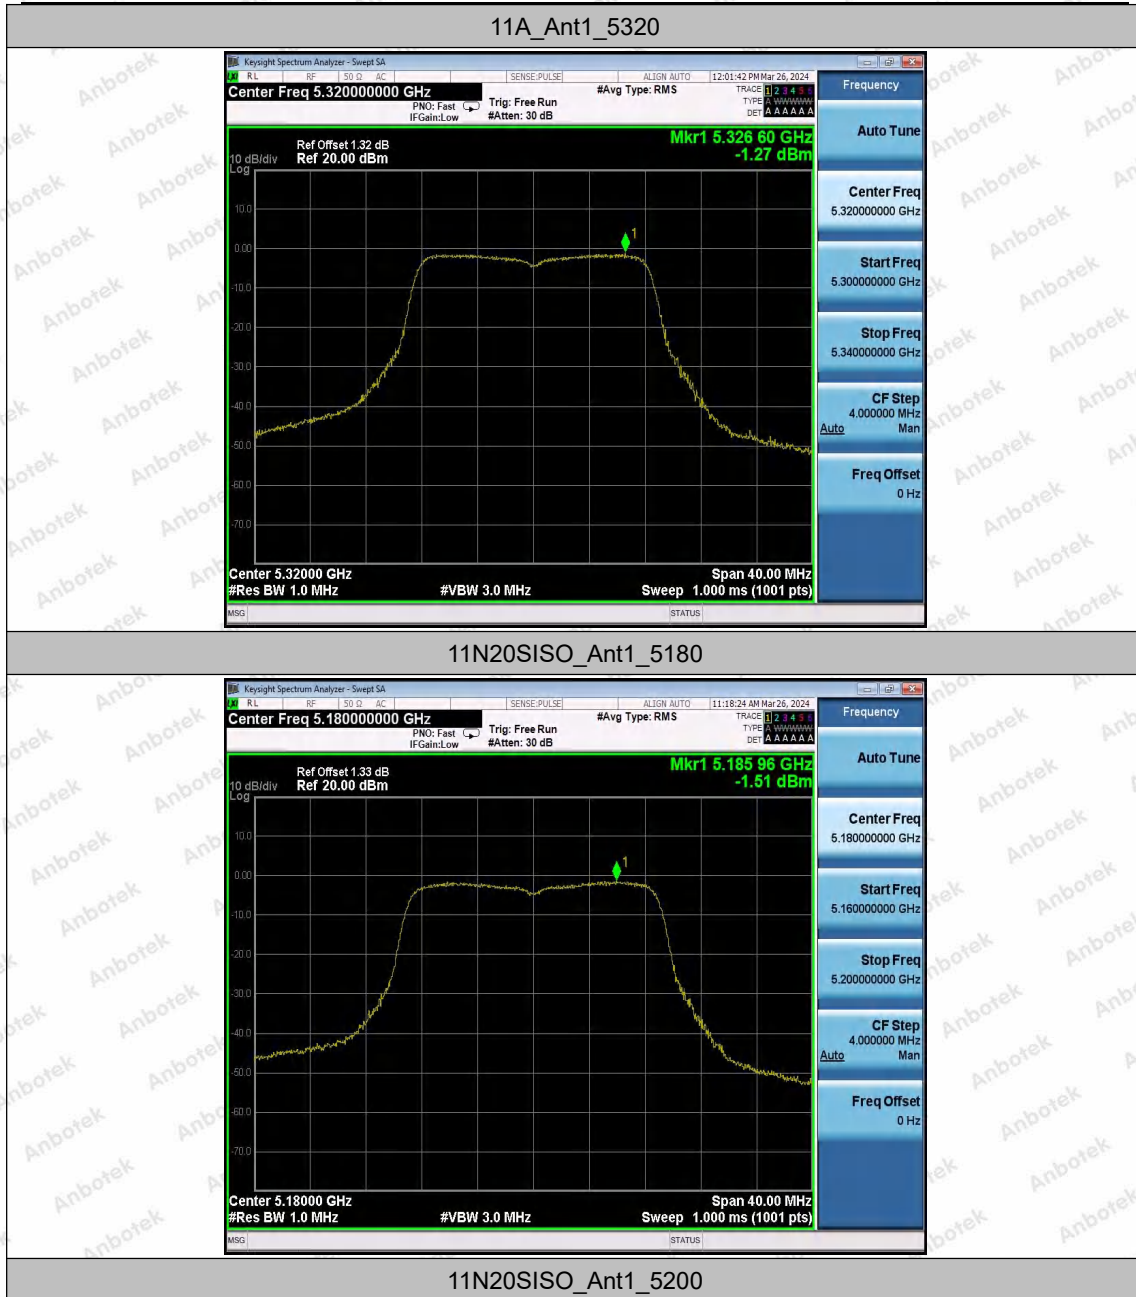 11A_Ant1_5320
Keysight Spectrum Analyzer - Swept SA
RL RF 50 Ω AC SENSE:PULSE ALIGN AUTO 12:01:42 PM Mar 26, 2024
Center Freq 5.320000000 GHz #Avg Type: RMS TRACE 1 2 3 4 5 6
PNO: Fast Trig: Free Run TYPE A WWWWW
IFGain:Low #Atten: 30 dB DET A A A A A A
Frequency
Mkr1 5.326 60 GHz
-1.27 dBm
Ref Offset 1.32 dB
10 dB/div Ref 20.00 dBm
Log
10.0
0.00
-10.0
-20.0
-30.0
-40.0
-50.0
-60.0
-70.0
1
Center 5.32000 GHz Span 40.00 MHz
#Res BW 1.0 MHz #VBW 3.0 MHz Sweep 1.000 ms (1001 pts)
MSG STATUS
Auto Tune
Center Freq
5.320000000 GHz
Start Freq
5.300000000 GHz
Stop Freq
5.340000000 GHz
CF Step
4.000000 MHz
Auto Man
Freq Offset
0 Hz
11N20SISO_Ant1_5180
Keysight Spectrum Analyzer - Swept SA
RL RF 50 Ω AC SENSE:PULSE ALIGN AUTO 11:18:24 AM Mar 26, 2024
Center Freq 5.180000000 GHz #Avg Type: RMS TRACE 1 2 3 4 5 6
PNO: Fast Trig: Free Run TYPE A WWWWW
IFGain:Low #Atten: 30 dB DET A A A A A A
Frequency
Mkr1 5.185 96 GHz
-1.51 dBm
Ref Offset 1.33 dB
10 dB/div Ref 20.00 dBm
Log
10.0
0.00
-10.0
-20.0
-30.0
-40.0
-50.0
-60.0
-70.0
1
Center 5.18000 GHz Span 40.00 MHz
#Res BW 1.0 MHz #VBW 3.0 MHz Sweep 1.000 ms (1001 pts)
MSG STATUS
Auto Tune
Center Freq
5.180000000 GHz
Start Freq
5.160000000 GHz
Stop Freq
5.200000000 GHz
CF Step
4.000000 MHz
Auto Man
Freq Offset
0 Hz
11N20SISO_Ant1_5200
Anbotek